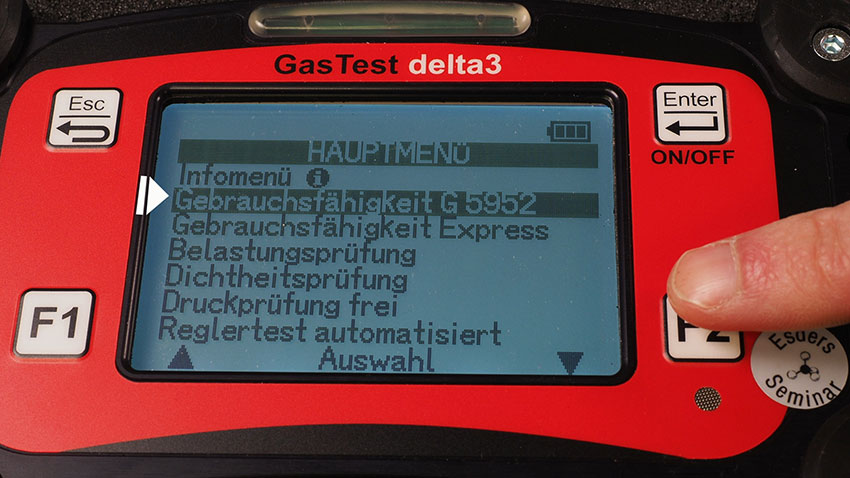 GasTest delta3
Esc
Enter
ON/OFF
HAUPTMENÜ
Infomenü
Gebrauchsfähigkeit G 5952
Gebrauchsfähigkeit Express
Belastungsprüfung
Dichtheitsprüfung
Druckprüfung frei
Reglertest automatisiert
Auswahl
F1
F2
Esders
Seminar